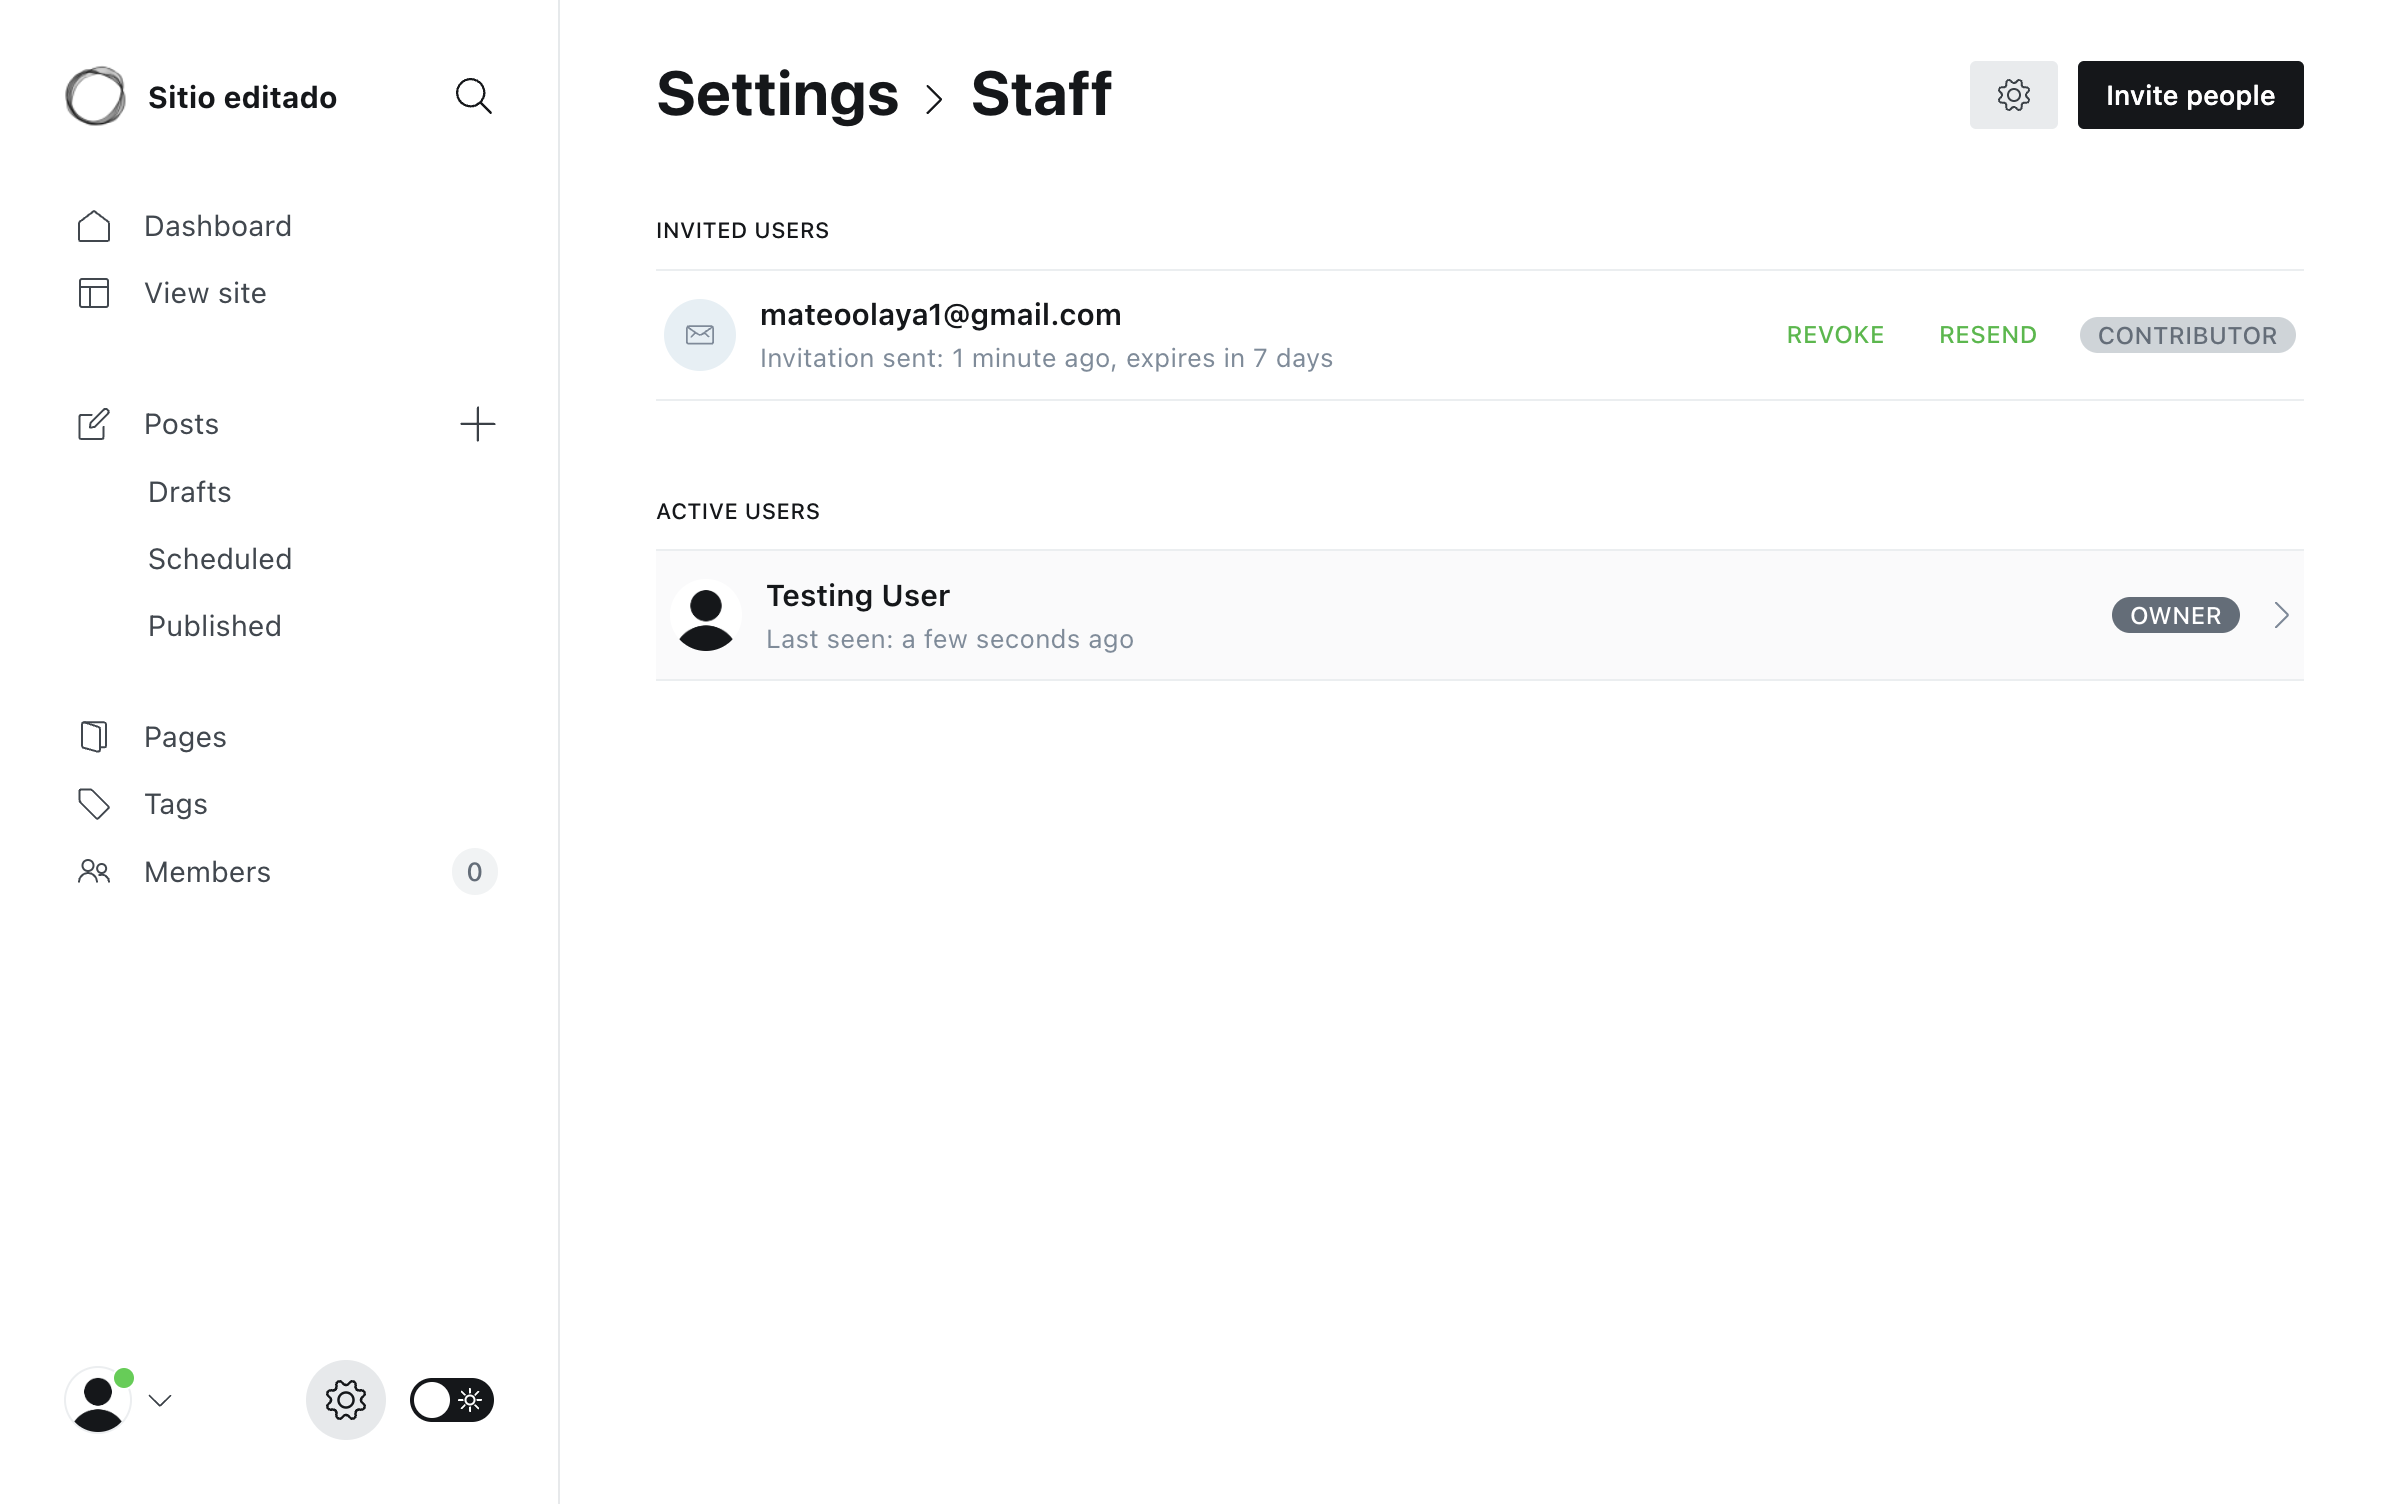 Sitio editado
Dashboard
View site
Posts
Drafts
Scheduled
Published
Pages
Tags
Members
0
Settings > Staff
Invite people
INVITED USERS
mateoolaya1@gmail.com
Invitation sent: 1 minute ago, expires in 7 days
REVOKE
RESEND
CONTRIBUTOR
ACTIVE USERS
Testing User
Last seen: a few seconds ago
OWNER